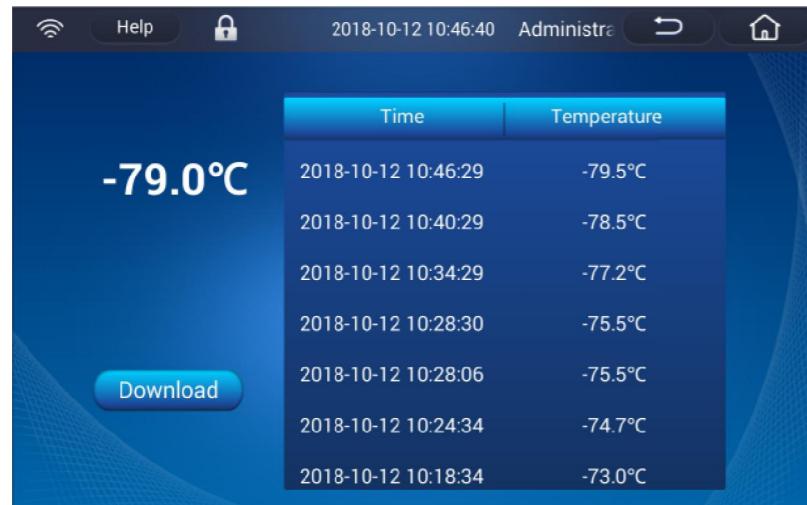 Help 2018-10-12 10:46:40 Administra
Time Temperature
-79.0℃
2018-10-12 10:46:29 -79.5℃
2018-10-12 10:40:29 -78.5℃
2018-10-12 10:34:29 -77.2℃
2018-10-12 10:28:30 -75.5℃
2018-10-12 10:28:06 -75.5℃
Download
2018-10-12 10:24:34 -74.7℃
2018-10-12 10:18:34 -73.0℃